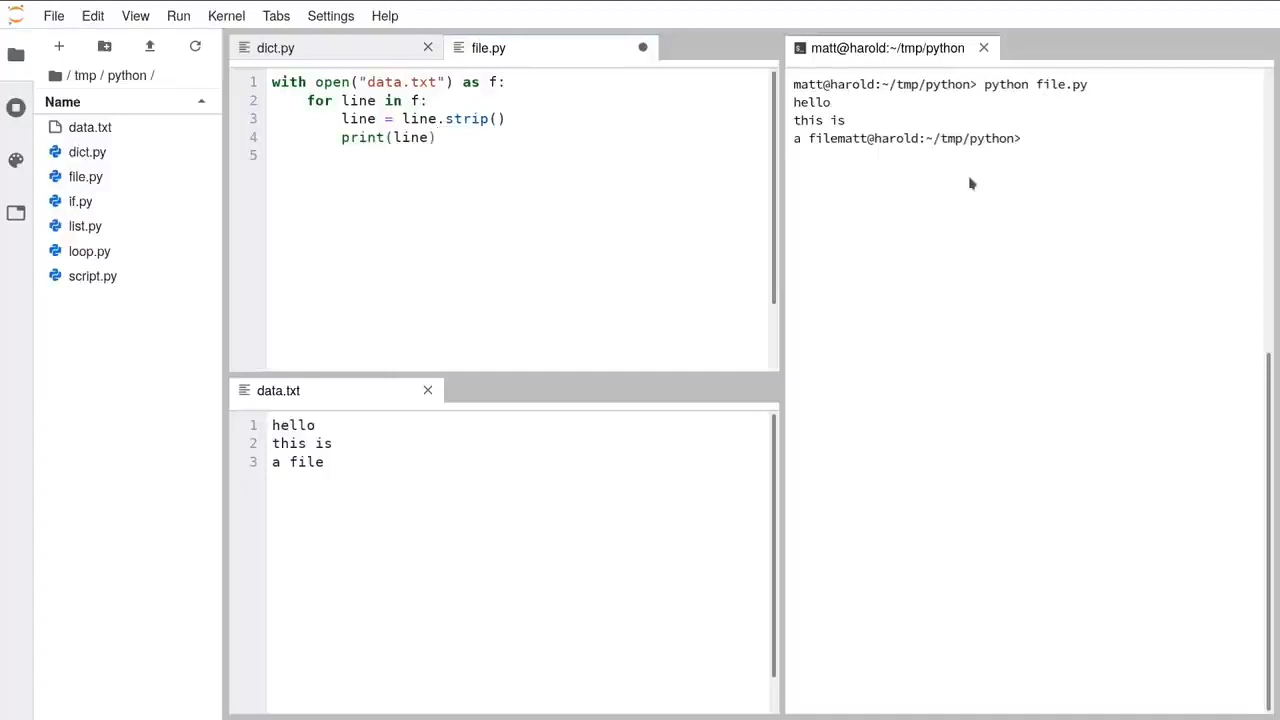 File Edit View Run Kernel Tabs Settings Help
/ tmp / python /
Name
data.txt
dict.py
file.py
if.py
list.py
loop.py
script.py
dict.py
file.py
1 with open("data.txt") as f:
2     for line in f:
3         line = line.strip()
4         print(line)
5
data.txt
1 hello
2 this is
3 a file
matt@harold:~/tmp/python
matt@harold:~/tmp/python> python file.py
hello
this is
a filematt@harold:~/tmp/python>